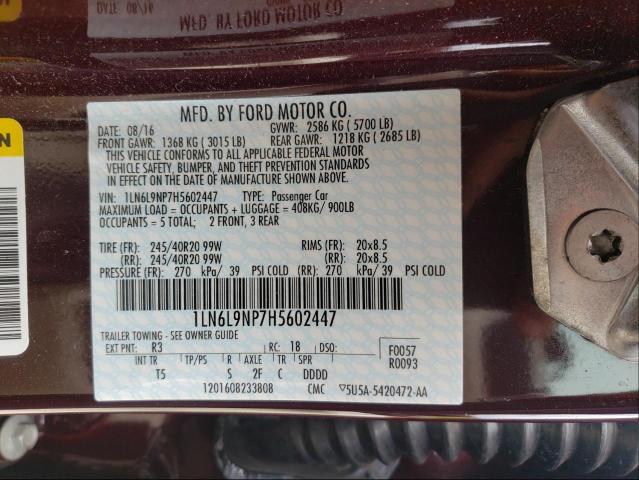 MFD. BY FORD MOTOR CO.
DATE: 08/16 GVWR: 2586 KG ( 5700 LB)
FRONT GAWR: 1368 KG ( 3015 LB) REAR GAWR: 1218 KG ( 2685 LB)
THIS VEHICLE CONFORMS TO ALL APPLICABLE FEDERAL MOTOR
VEHICLE SAFETY, BUMPER, AND THEFT PREVENTION STANDARDS
IN EFFECT ON THE DATE OF MANUFACTURE SHOWN ABOVE.
VIN: 1LN6L9NP7H5602447 TYPE: Passenger Car
MAXIMUM LOAD = OCCUPANTS + LUGGAGE = 408KG/ 900LB
OCCUPANTS = 5 TOTAL; 2 FRONT, 3 REAR
TIRE (FR): 245/40R20 99W RIMS (FR): 20x8.5
(RR): 245/40R20 99W (RR): 20x8.5
PRESSURE (FR) 270 kPa/ 39 PSI COLD (RR) 270 kPa/ 39 PSI COLD
1LN6L9NP7H5602447
TRAILER TOWING - SEE OWNER GUIDE
EXT PNT: R3 RC: 18 DSO: F0057
R0093
INT TR TP/PS R AXLE TR SPR
T5 S 2F C DDDD
1201608233808 CMC 5U5A-5420472-AA